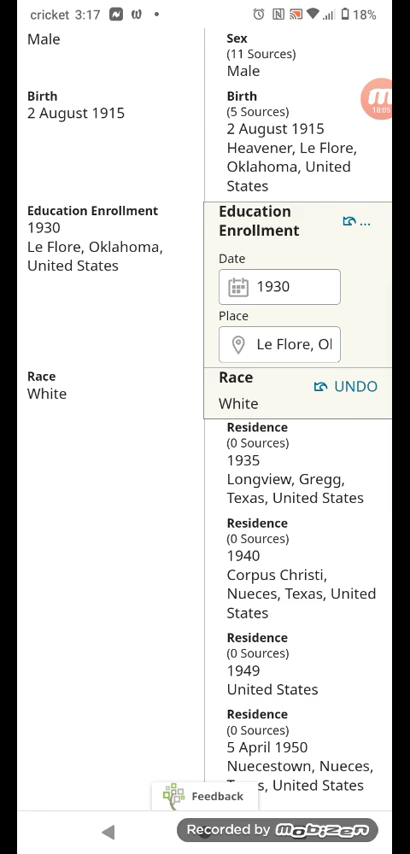 cricket 3:17
18%
Male
Sex
(11 Sources)
Male
Birth
2 August 1915
Birth
(5 Sources)
2 August 1915
Heavener, Le Flore,
Oklahoma, United
States
18:05
Education Enrollment
1930
Le Flore, Oklahoma,
United States
Education
Enrollment
...
Date
1930
Place
Le Flore, Ol
Race
White
Race
UNDO
White
Residence
(0 Sources)
1935
Longview, Gregg,
Texas, United States
Residence
(0 Sources)
1940
Corpus Christi,
Nueces, Texas, United
States
Residence
(0 Sources)
1949
United States
Residence
(0 Sources)
5 April 1950
Nuecestown, Nueces,
s, United States
Feedback
Recorded by mobizen